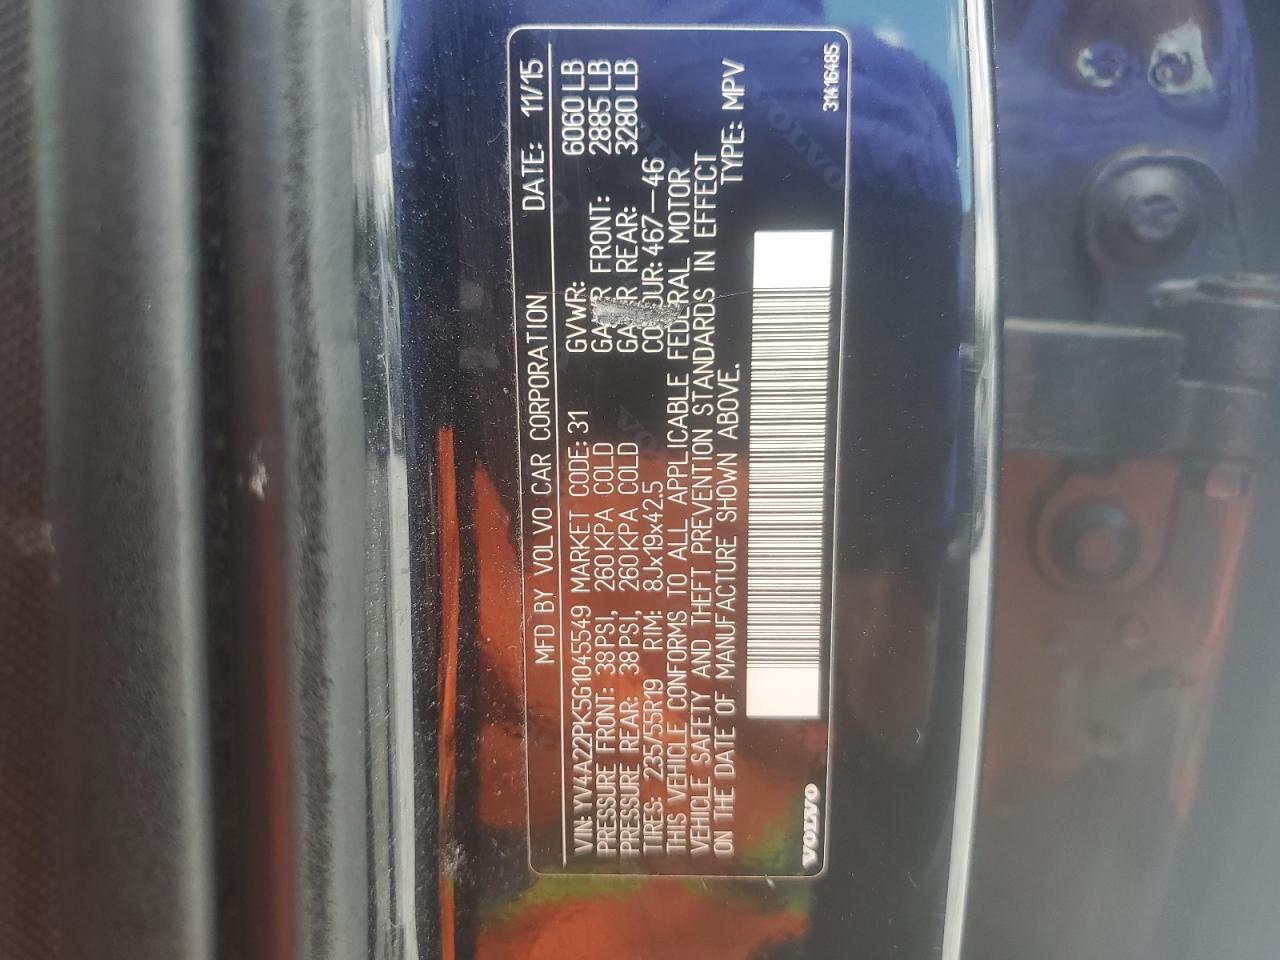 MFD BY VOLVO CAR CORPORATION DATE: 11/15
VIN: YV4A22PK5G1045549 MARKET CODE: 31 GVWR: 6060 LB
PRESSURE FRONT: 38PSI, 260KPA COLD FRONT: 2885 LB
PRESSURE REAR: 38PSI, 260KPA COLD REAR: 3280 LB
TIRES: 235/55R19 RIM: 8Jx19x42.5 467-46
THIS VEHICLE CONFORMS TO ALL APPLICABLE FEDERAL MOTOR
VEHICLE SAFETY AND THEFT PREVENTION STANDARDS IN EFFECT
ON THE DATE OF MANUFACTURE SHOWN ABOVE. TYPE: MPV
VOLVO 31416485